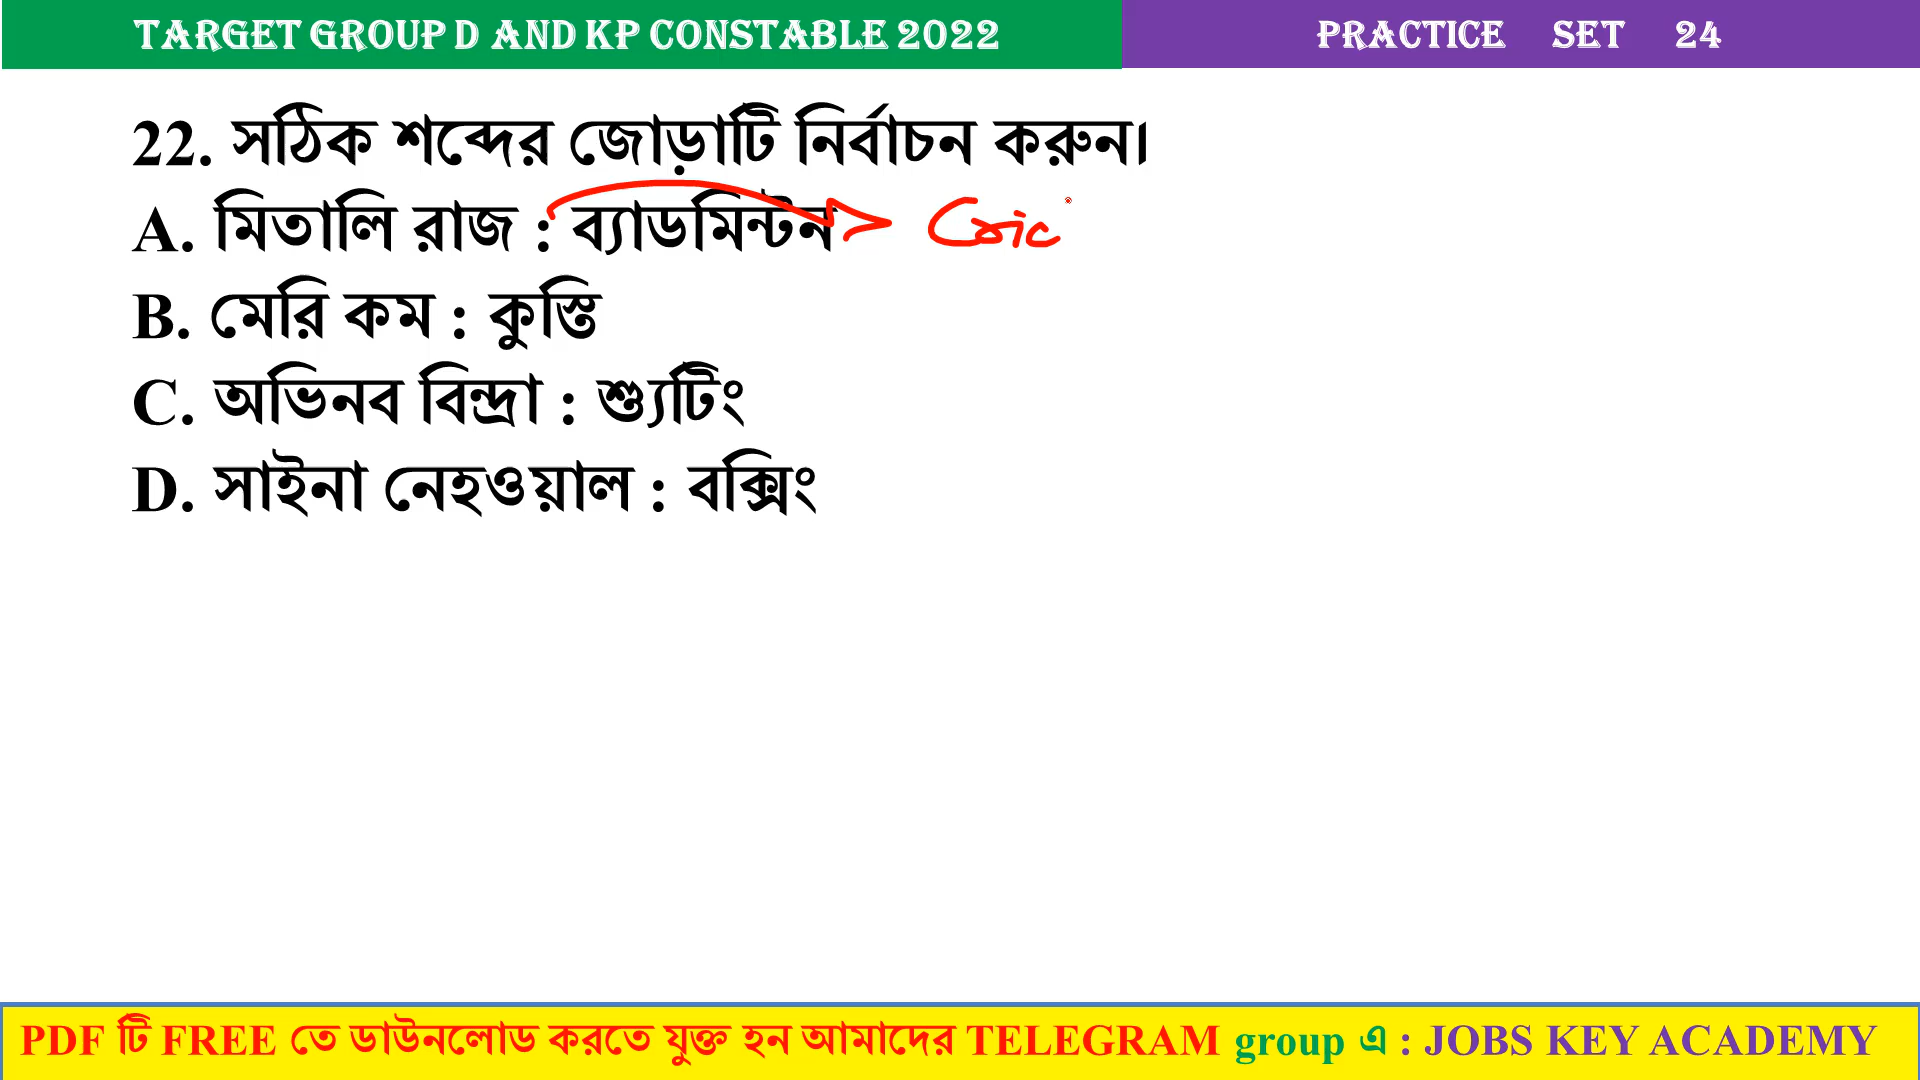 TARGET GROUP D AND KP CONSTABLE 2022
PRACTICE SET 24
22. সঠিক শব্দের জোড়াটি নির্বাচন করুন।
A. মিতালি রাজ : ব্যাডমিন্টন
B. মেরি কম : কুস্তি
C. অভিনব বিন্দ্রা : শ্যুটিং
D. সাইনা নেহওয়াল : বক্সিং
PDF টি FREE তে ডাউনলোড করতে যুক্ত হন আমাদের TELEGRAM group এ : JOBS KEY ACADEMY